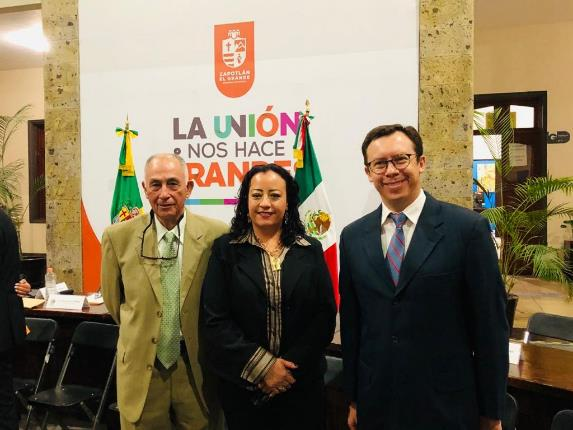 ZAPOTLÁN
EL GRANDE
LA UNIÓN
NOS HACE
GRANDE